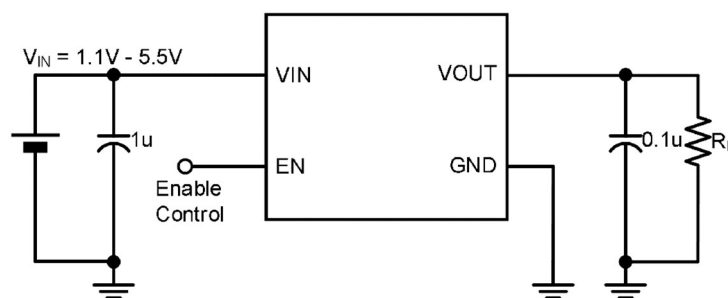 VIN = 1.1V - 5.5V
VIN
VOUT
1u
0.1u
EN
GND
Enable
Control